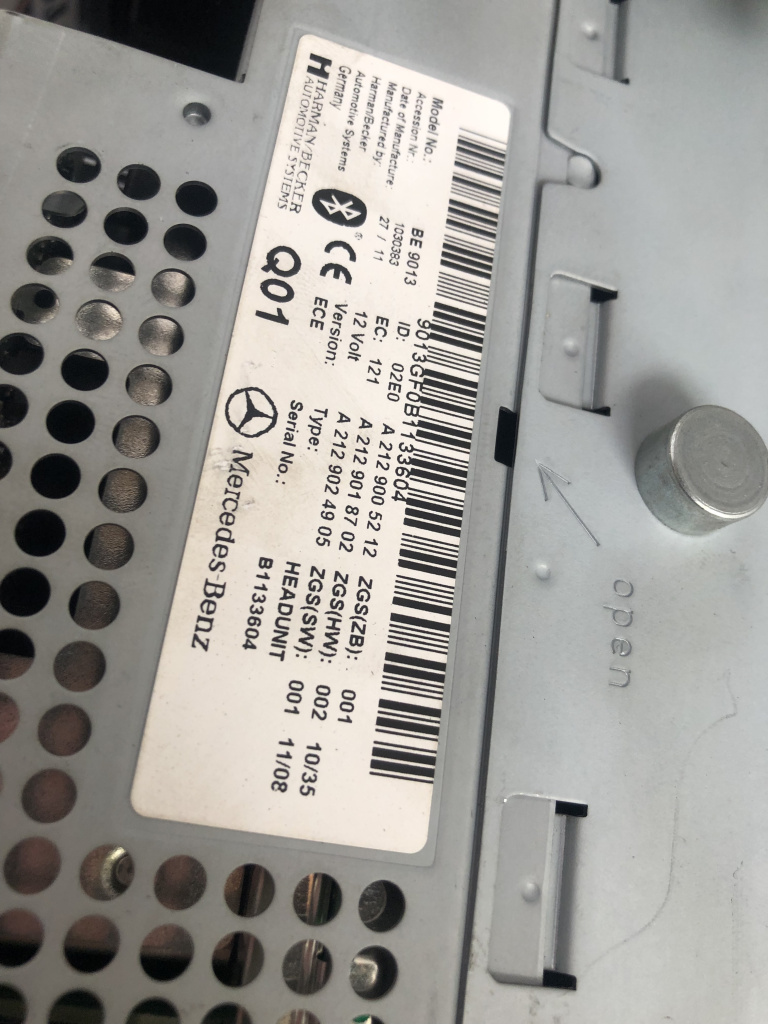 9013GF0B1133604
Model No.: BE 9013 ID: 02E0 A 212 900 52 12 ZGS(ZB): 001
Accession Nr.: 1030383 EC: 121 A 212 901 87 02 ZGS(HW): 002 10/35
Date of Manufacture: 27 / 11 12 Volt A 212 902 49 05 ZGS(SW): 001 11/08
Manufactured by: Version: Type: HEADUNIT
Harman/Becker ECE Serial No.: B1133604
Automotive Systems
Germany
HARMAN/BECKER
AUTOMOTIVE SYSTEMS
® CE
Q01
Mercedes-Benz
open